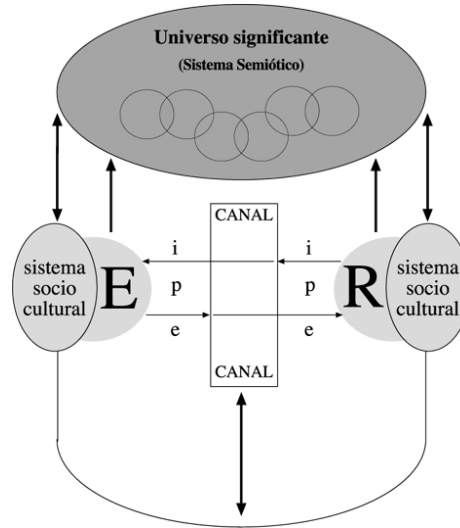 Universo significante
(Sistema Semiótico)
CANAL
i
i
sistema
socio
cultural
E
p
p
R
sistema
socio
cultural
e
e
CANAL